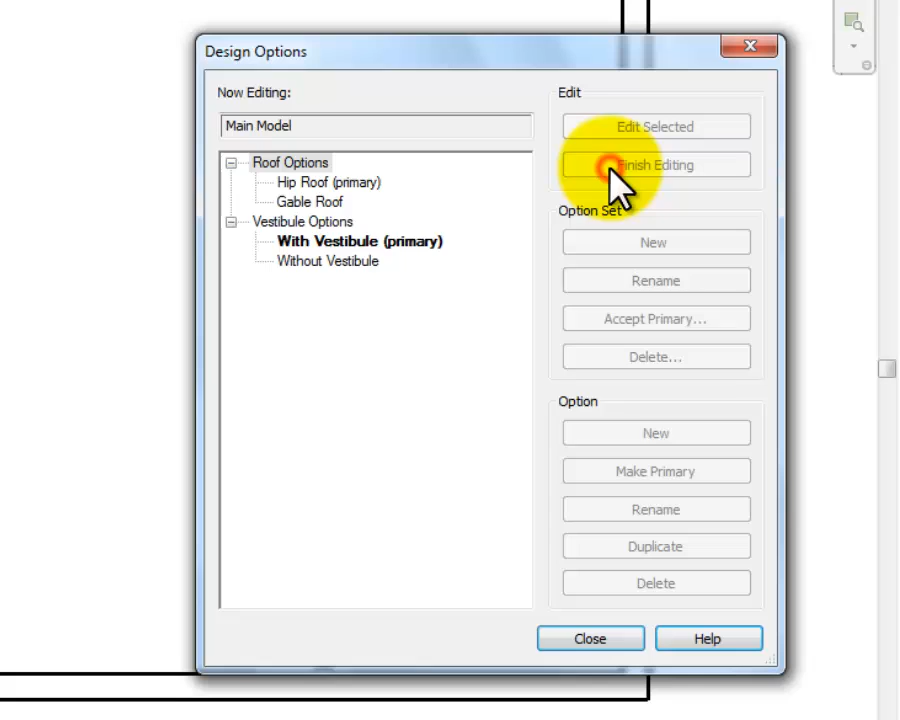 Design Options
Now Editing:
Main Model
Roof Options
Hip Roof (primary)
Gable Roof
Vestibule Options
With Vestibule (primary)
Without Vestibule
Edit
Edit Selected
Finish Editing
Option Set
New
Rename
Accept Primary...
Delete...
Option
New
Make Primary
Rename
Duplicate
Delete
Close
Help